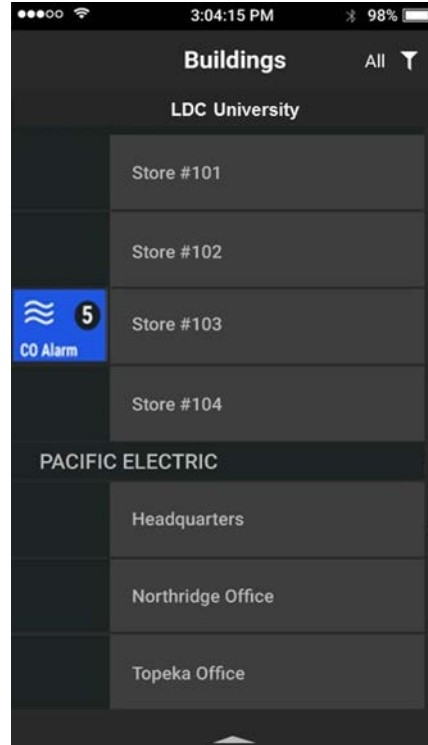 3:04:15 PM 98%
Buildings All
LDC University
Store #101
Store #102
5
CO Alarm
Store #103
Store #104
PACIFIC ELECTRIC
Headquarters
Northridge Office
Topeka Office